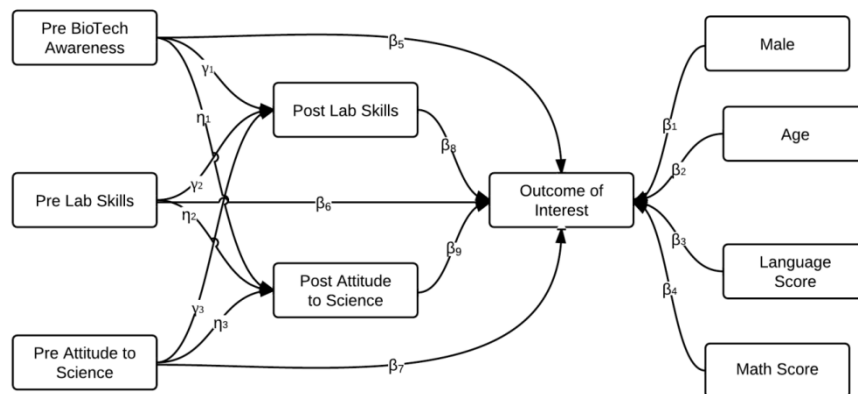 Pre BioTech
Awareness
β₅
Male
γ₁
Post Lab Skills
η₁
β₁
Age
β₈
β₂
γ₂
Pre Lab Skills
β₆
Outcome of
Interest
η₂
β₃
β₉
Language
Score
Post Attitude
to Science
β₄
γ₃
η₃
Pre Attitude to
Science
β₇
Math Score